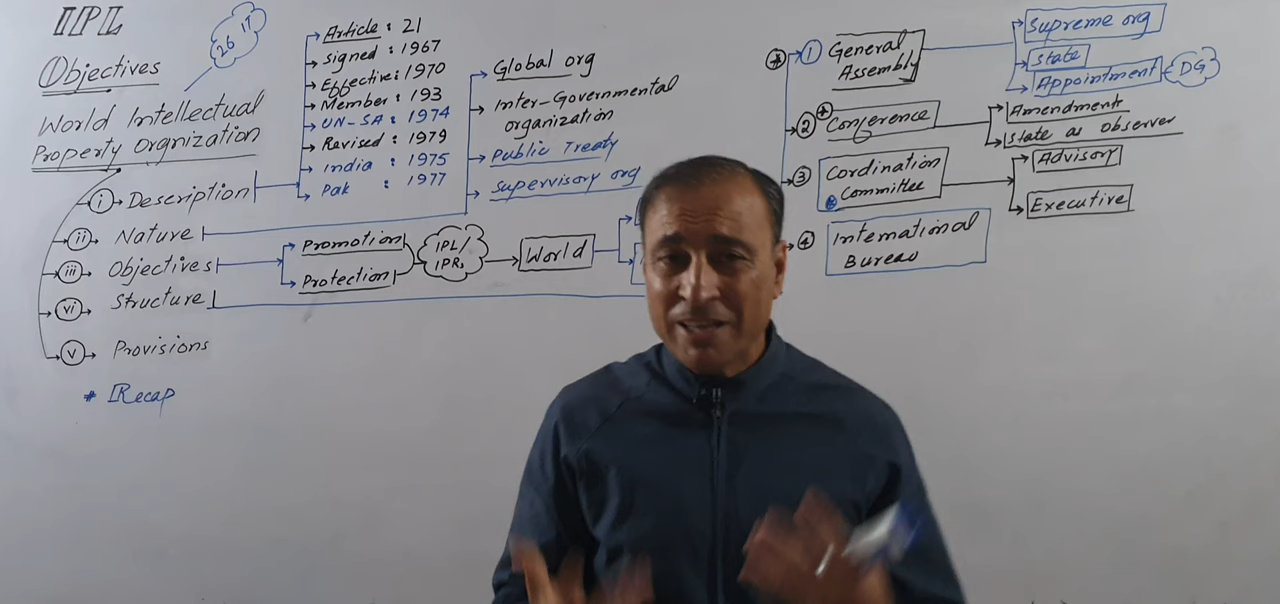 IPL
26 IT
Objectives
World Intellectual
Property Orgnization
i Description
ii Nature
iii Objectives
vi Structure
v Provisions
# Recap
Article : 21
Signed : 1967
Effective : 1970
Member : 193
UN-SA : 1974
Ravised : 1979
India : 1975
Pak : 1977
Global org
Inter-Governmental
organization
Public Treaty
Supervisory org
Promotion
Protection
IPL/
IPRs
World
1 General
Assembly
2 Conference
3 Cordination
Committee
4 International
Bureau
Supreme org
State
Appointment
DG
Amendment
State as observer
Advisory
Executive